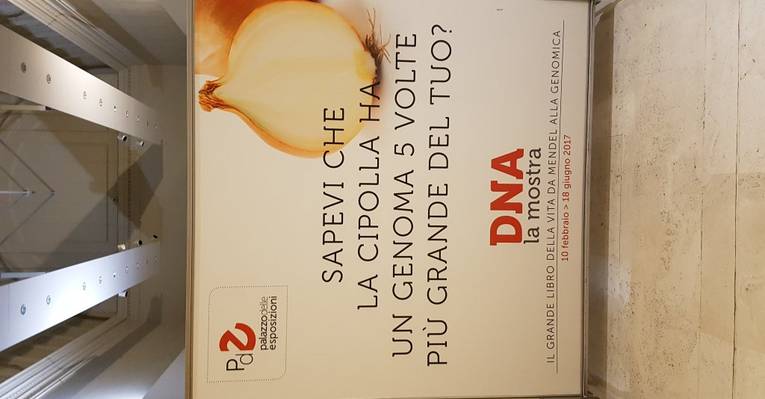 PdE
palazzodelle
esposizioni
SAPEVI CHE
LA CIPOLLA HA
UN GENOMA 5 VOLTE
PIÙ GRANDE DEL TUO?
DNA
la mostra
IL GRANDE LIBRO DELLA VITA DA MENDEL ALLA GENOMICA
10 febbraio > 18 giugno 2017